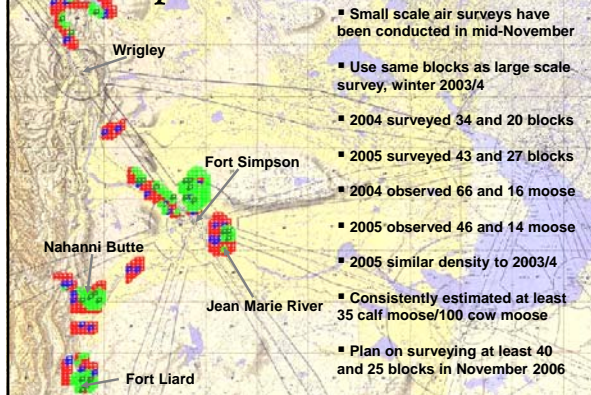 Wrigley
Fort Simpson
Nahanni Butte
Jean Marie River
Fort Liard
▪ Small scale air surveys have
been conducted in mid-November
▪ Use same blocks as large scale
survey, winter 2003/4
▪ 2004 surveyed 34 and 20 blocks
▪ 2005 surveyed 43 and 27 blocks
▪ 2004 observed 66 and 16 moose
▪ 2005 observed 46 and 14 moose
▪ 2005 similar density to 2003/4
▪ Consistently estimated at least
35 calf moose/100 cow moose
▪ Plan on surveying at least 40
and 25 blocks in November 2006